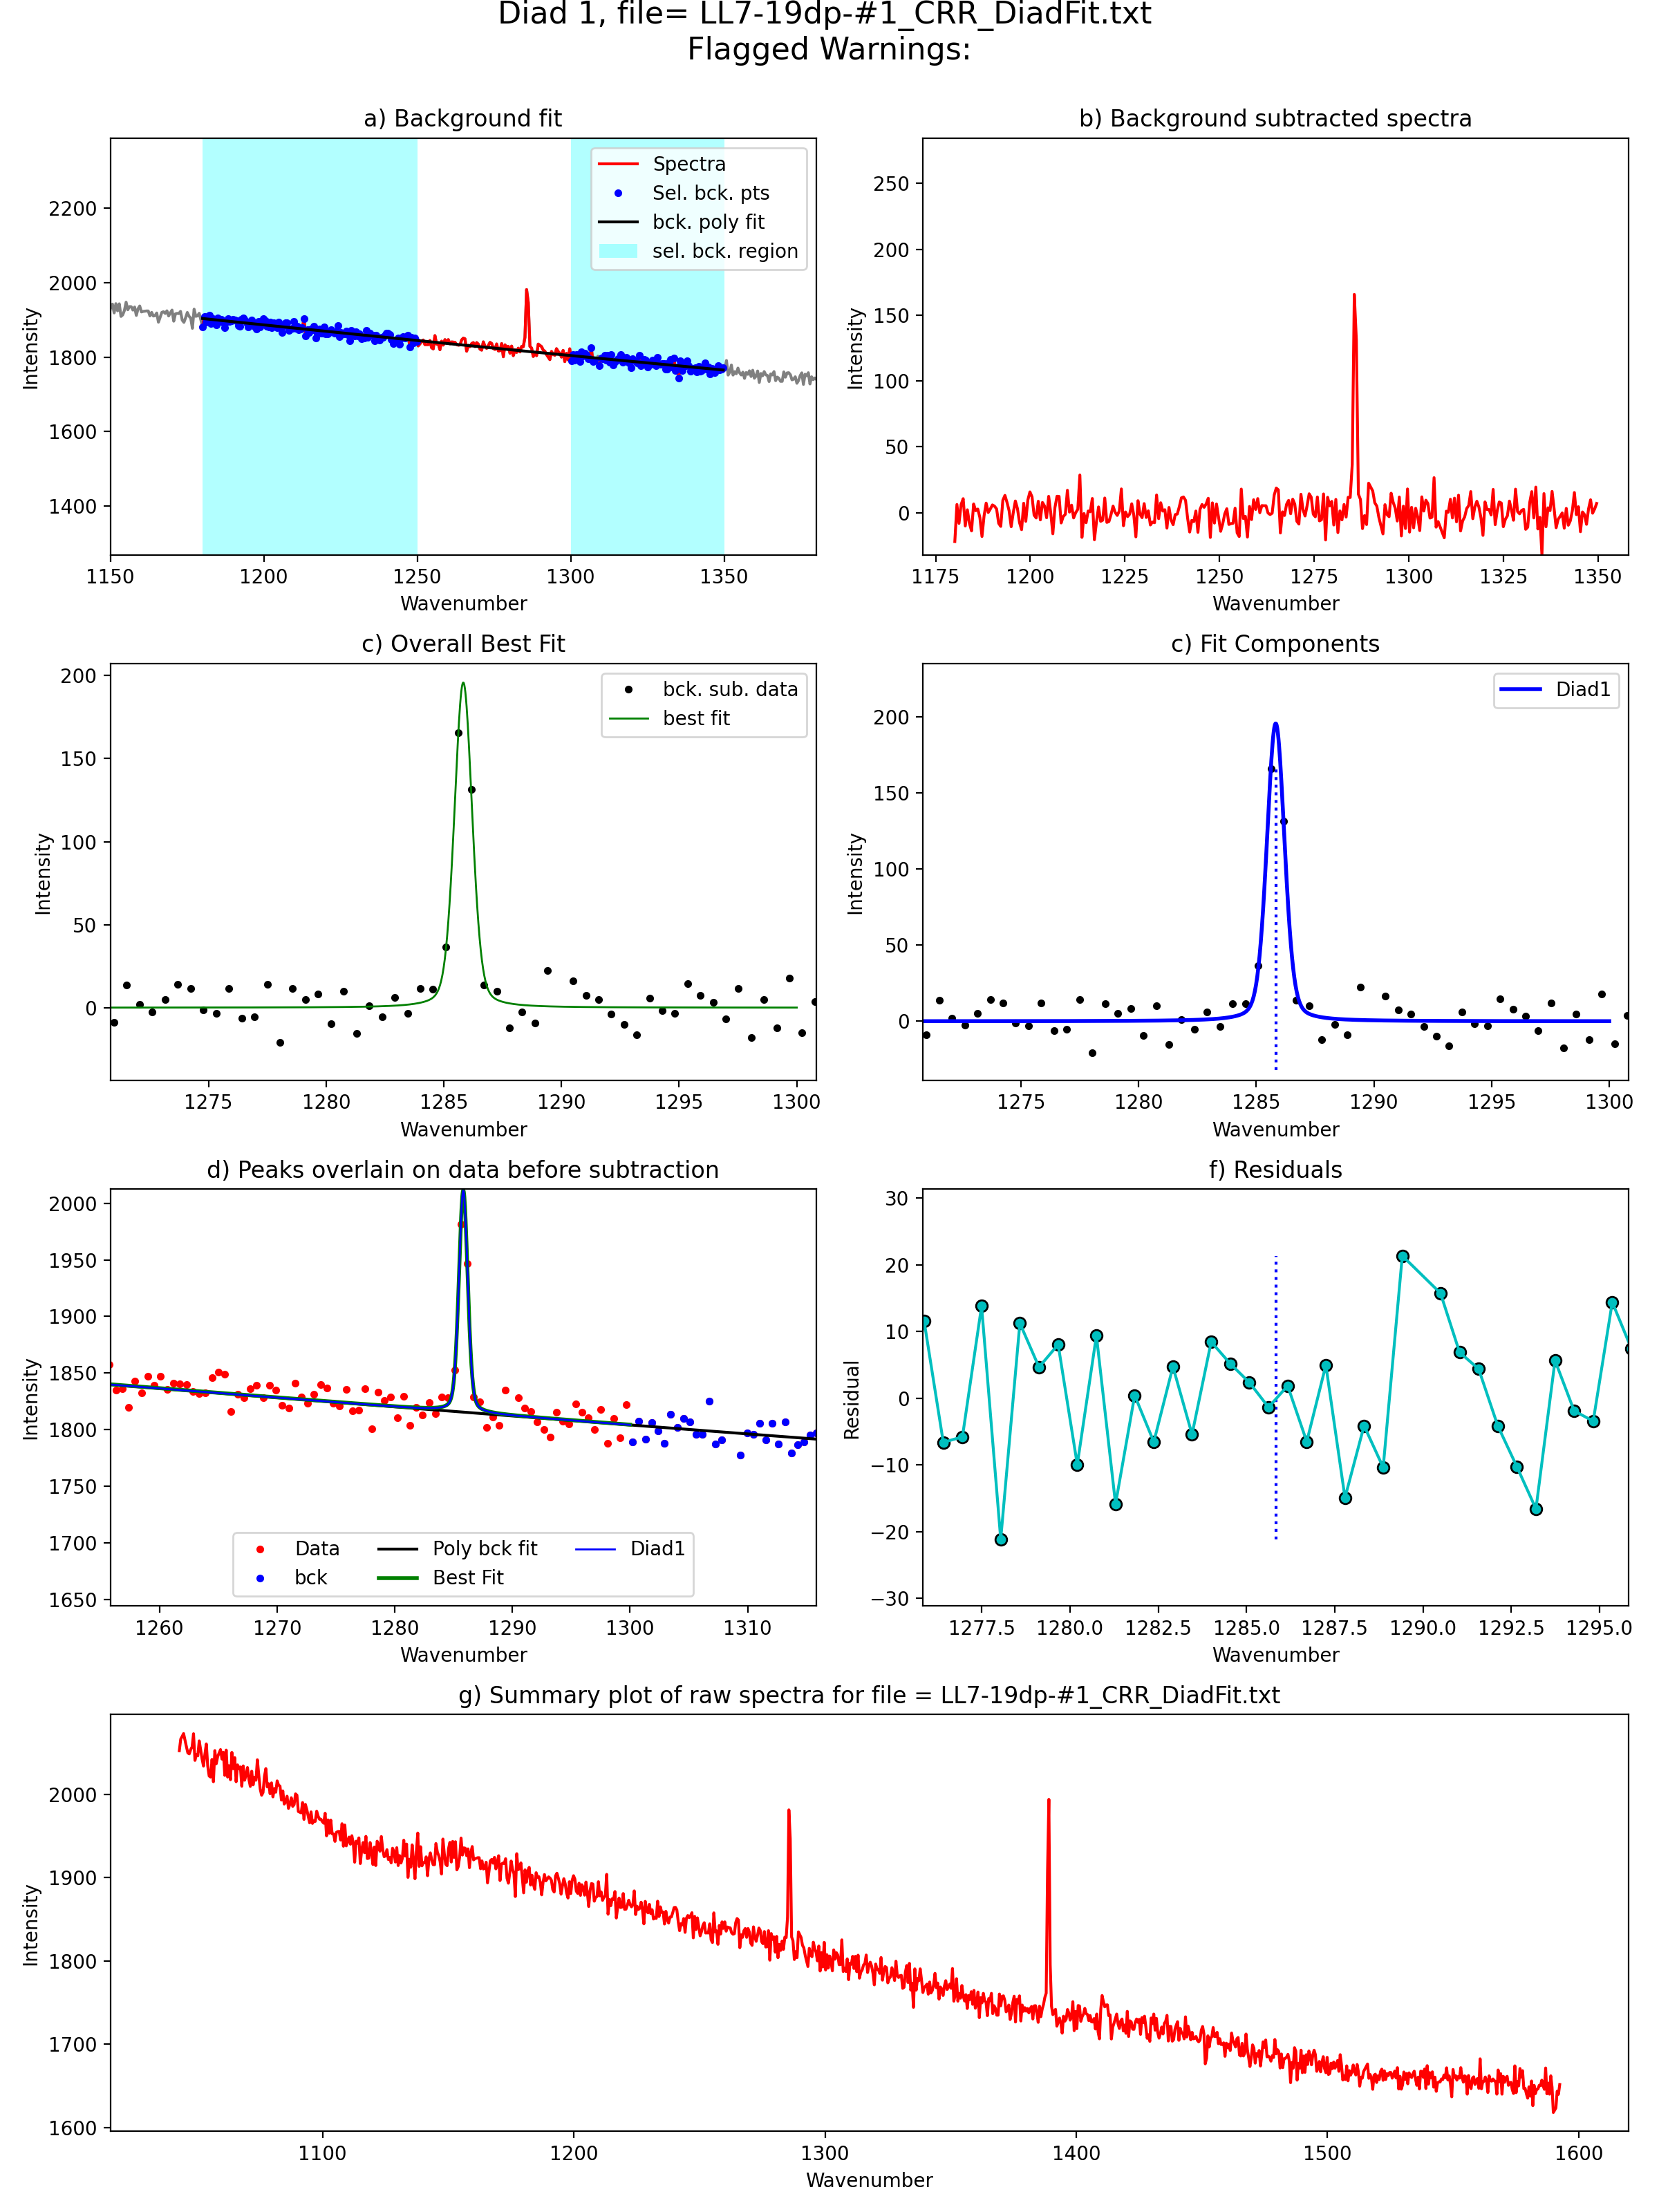 Diad 1, file= LL7-19dp-#1_CRR_DiadFit.txt
Flagged Warnings:
a) Background fit
2200
2000
1800
1600
1400
Intensity
Spectra
Sel. bck. pts
bck. poly fit
sel. bck. region
1150 1200 1250 1300 1350
Wavenumber
b) Background subtracted spectra
250
200
150
100
50
0
Intensity
1175 1200 1225 1250 1275 1300 1325 1350
Wavenumber
c) Overall Best Fit
200
150
100
50
0
Intensity
bck. sub. data
best fit
1275 1280 1285 1290 1295 1300
Wavenumber
c) Fit Components
200
150
100
50
0
Intensity
Diad1
1275 1280 1285 1290 1295 1300
Wavenumber
d) Peaks overlain on data before subtraction
2000
1950
1900
1850
1800
1750
1700
1650
Intensity
Data
bck
Poly bck fit
Best Fit
Diad1
1260 1270 1280 1290 1300 1310
Wavenumber
f) Residuals
30
20
10
0
−10
−20
−30
Residual
1277.5 1280.0 1282.5 1285.0 1287.5 1290.0 1292.5 1295.0
Wavenumber
g) Summary plot of raw spectra for file = LL7-19dp-#1_CRR_DiadFit.txt
2000
1900
1800
1700
1600
Intensity
1100 1200 1300 1400 1500 1600
Wavenumber